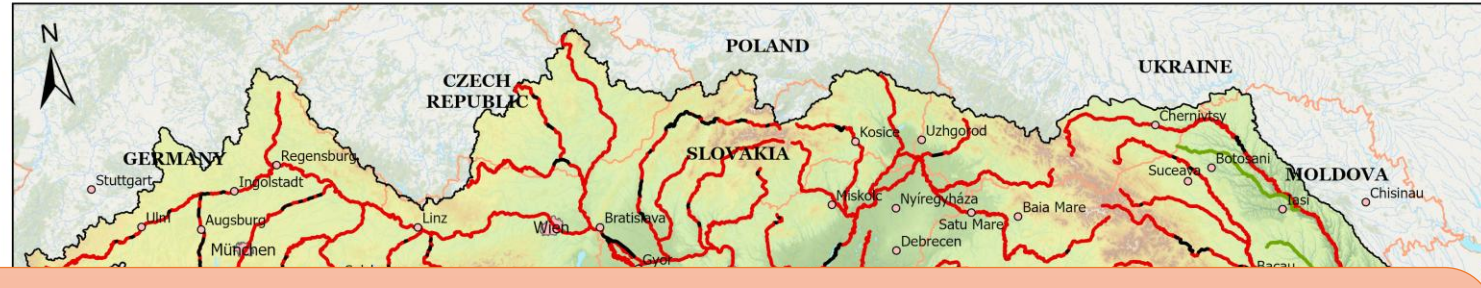 N
POLAND
UKRAINE
CZECH
REPUBLIC
Chernivtsy
Kosice
Uzhgorod
GERMANY
Regensburg
SLOVAKIA
Botosani
Stuttgart
Ingolstadt
Suceava
MOLDOVA
Miskolc
Nyíregyháza
Iasi
Chisinau
Ulm
Augsburg
Linz
Wien
Bratislava
Satu Mare
Baia Mare
München
Debrecen
Gyor
Bacau